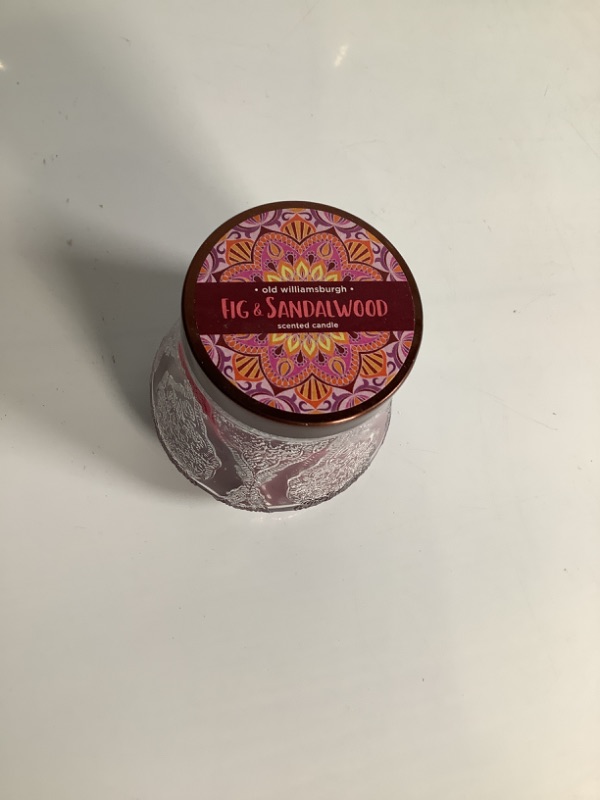 • old williamsburgh •
FIG & SANDALWOOD
scented candle